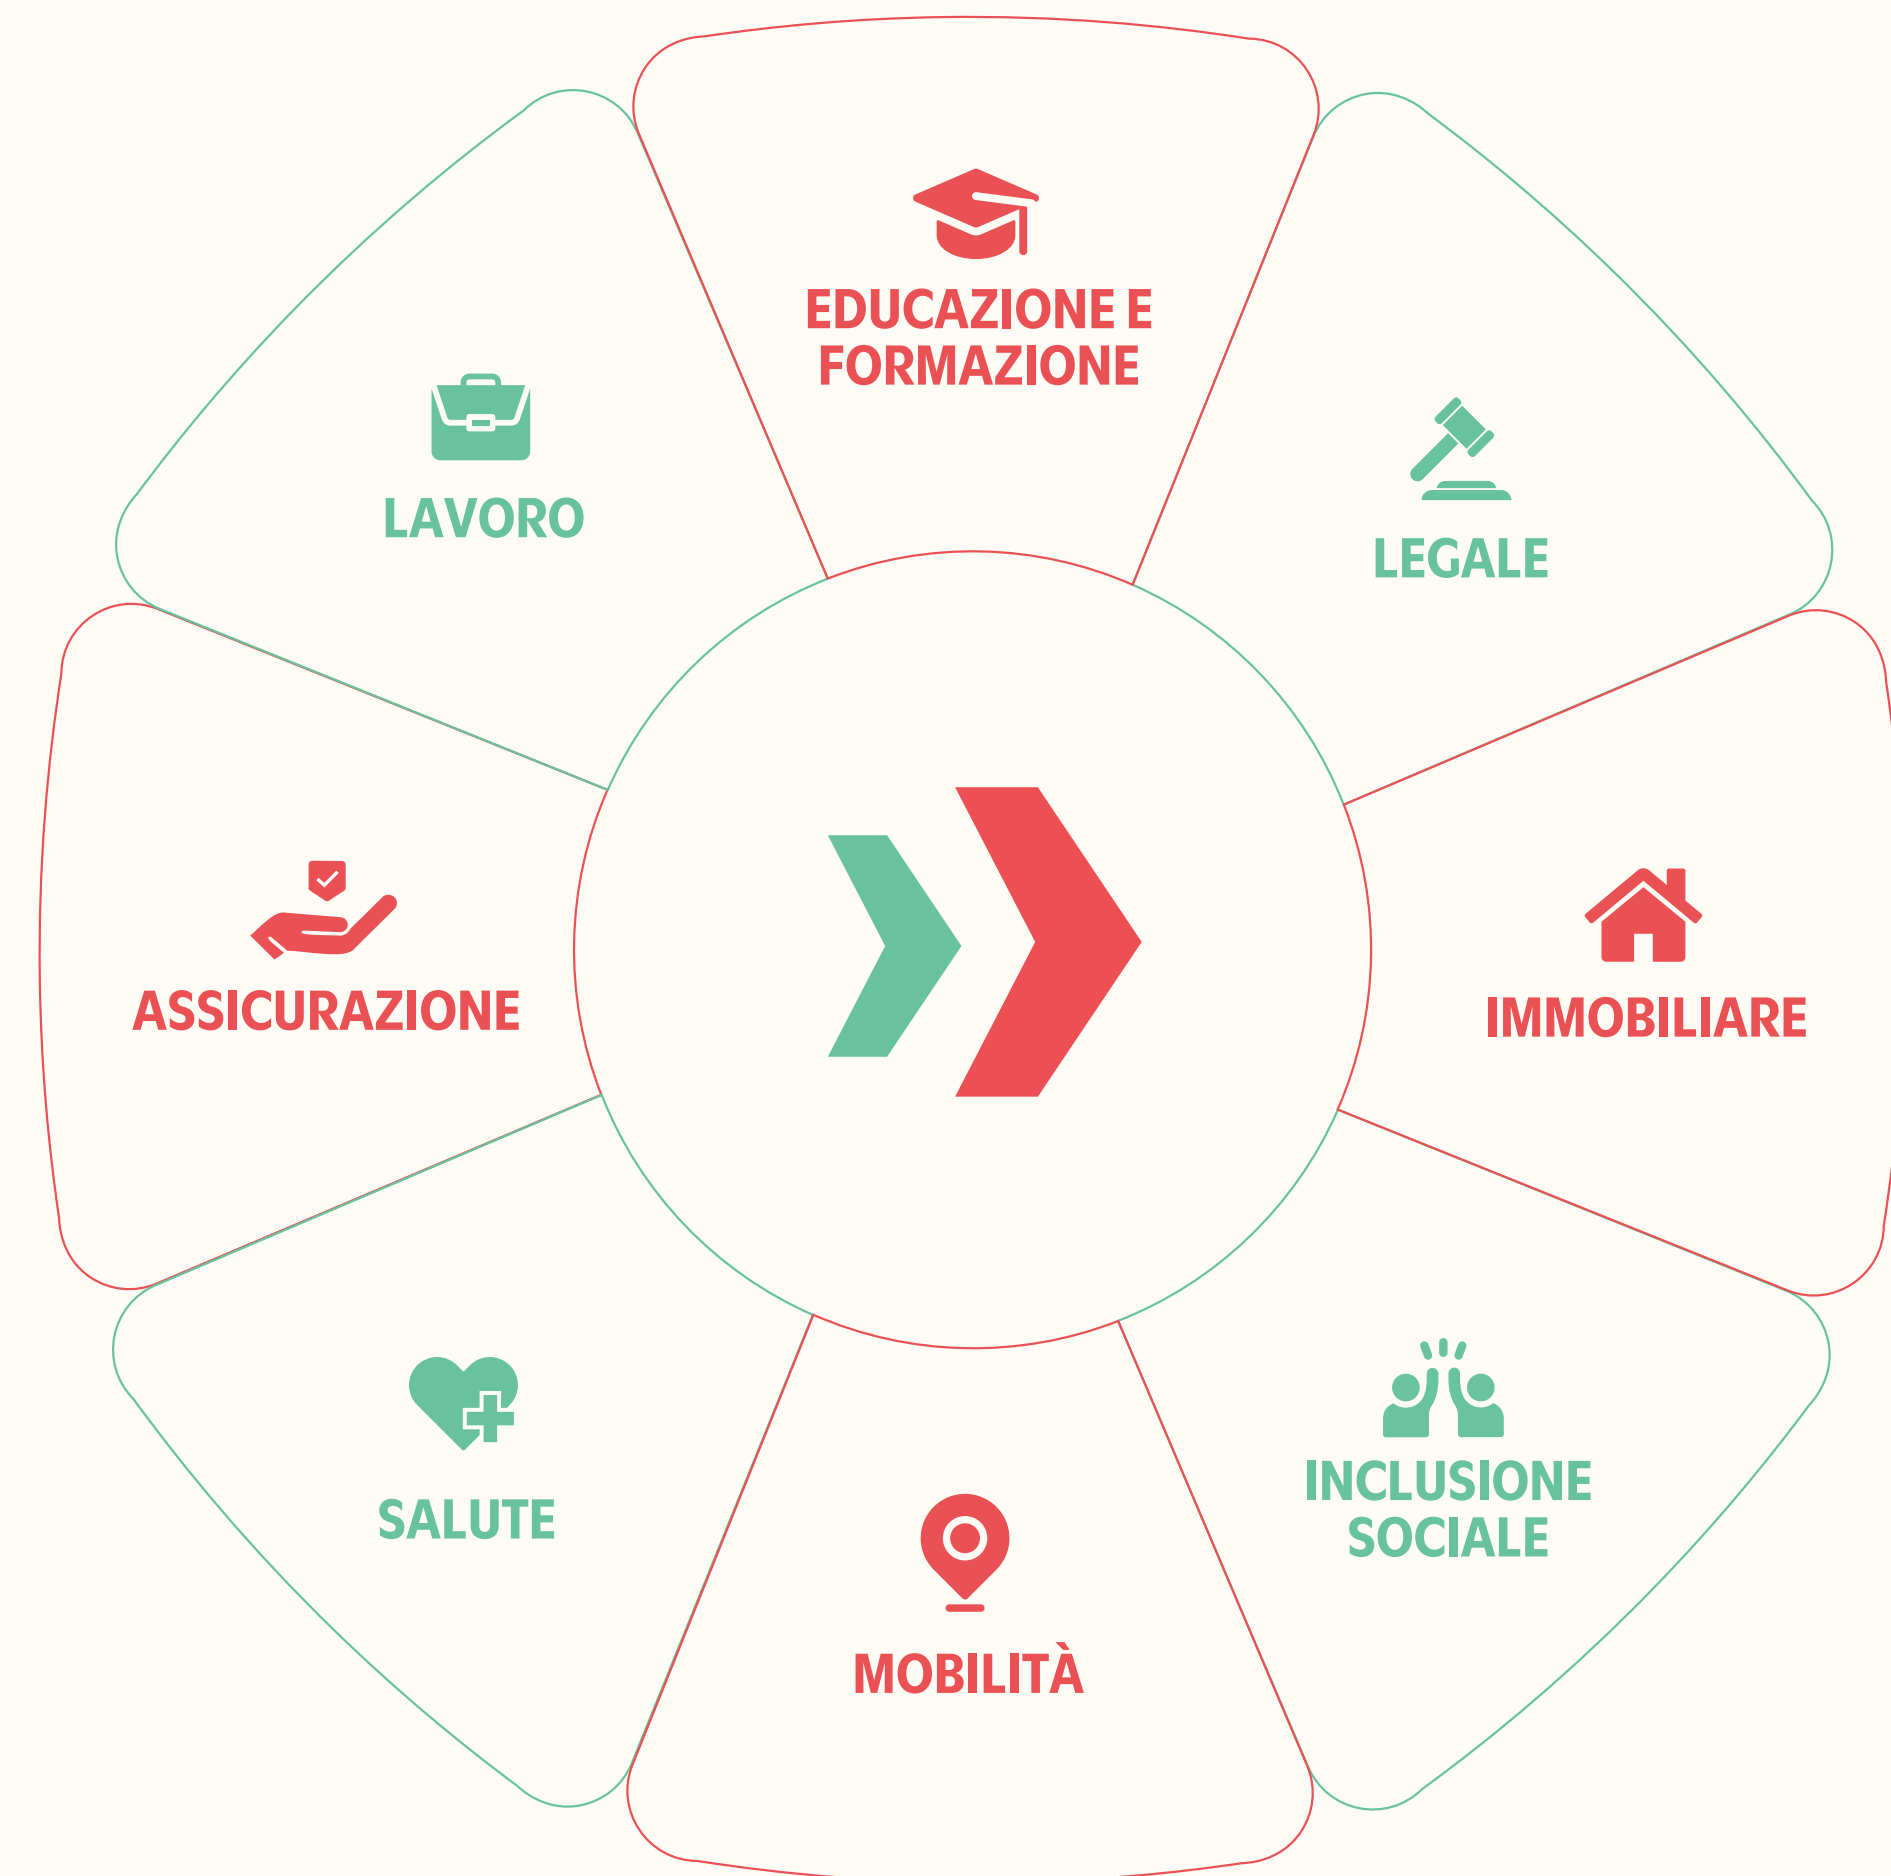 EDUCAZIONE E
FORMAZIONE
LAVORO
LEGALE
ASSICURAZIONE
IMMOBILIARE
SALUTE
INCLUSIONE
SOCIALE
MOBILITÀ